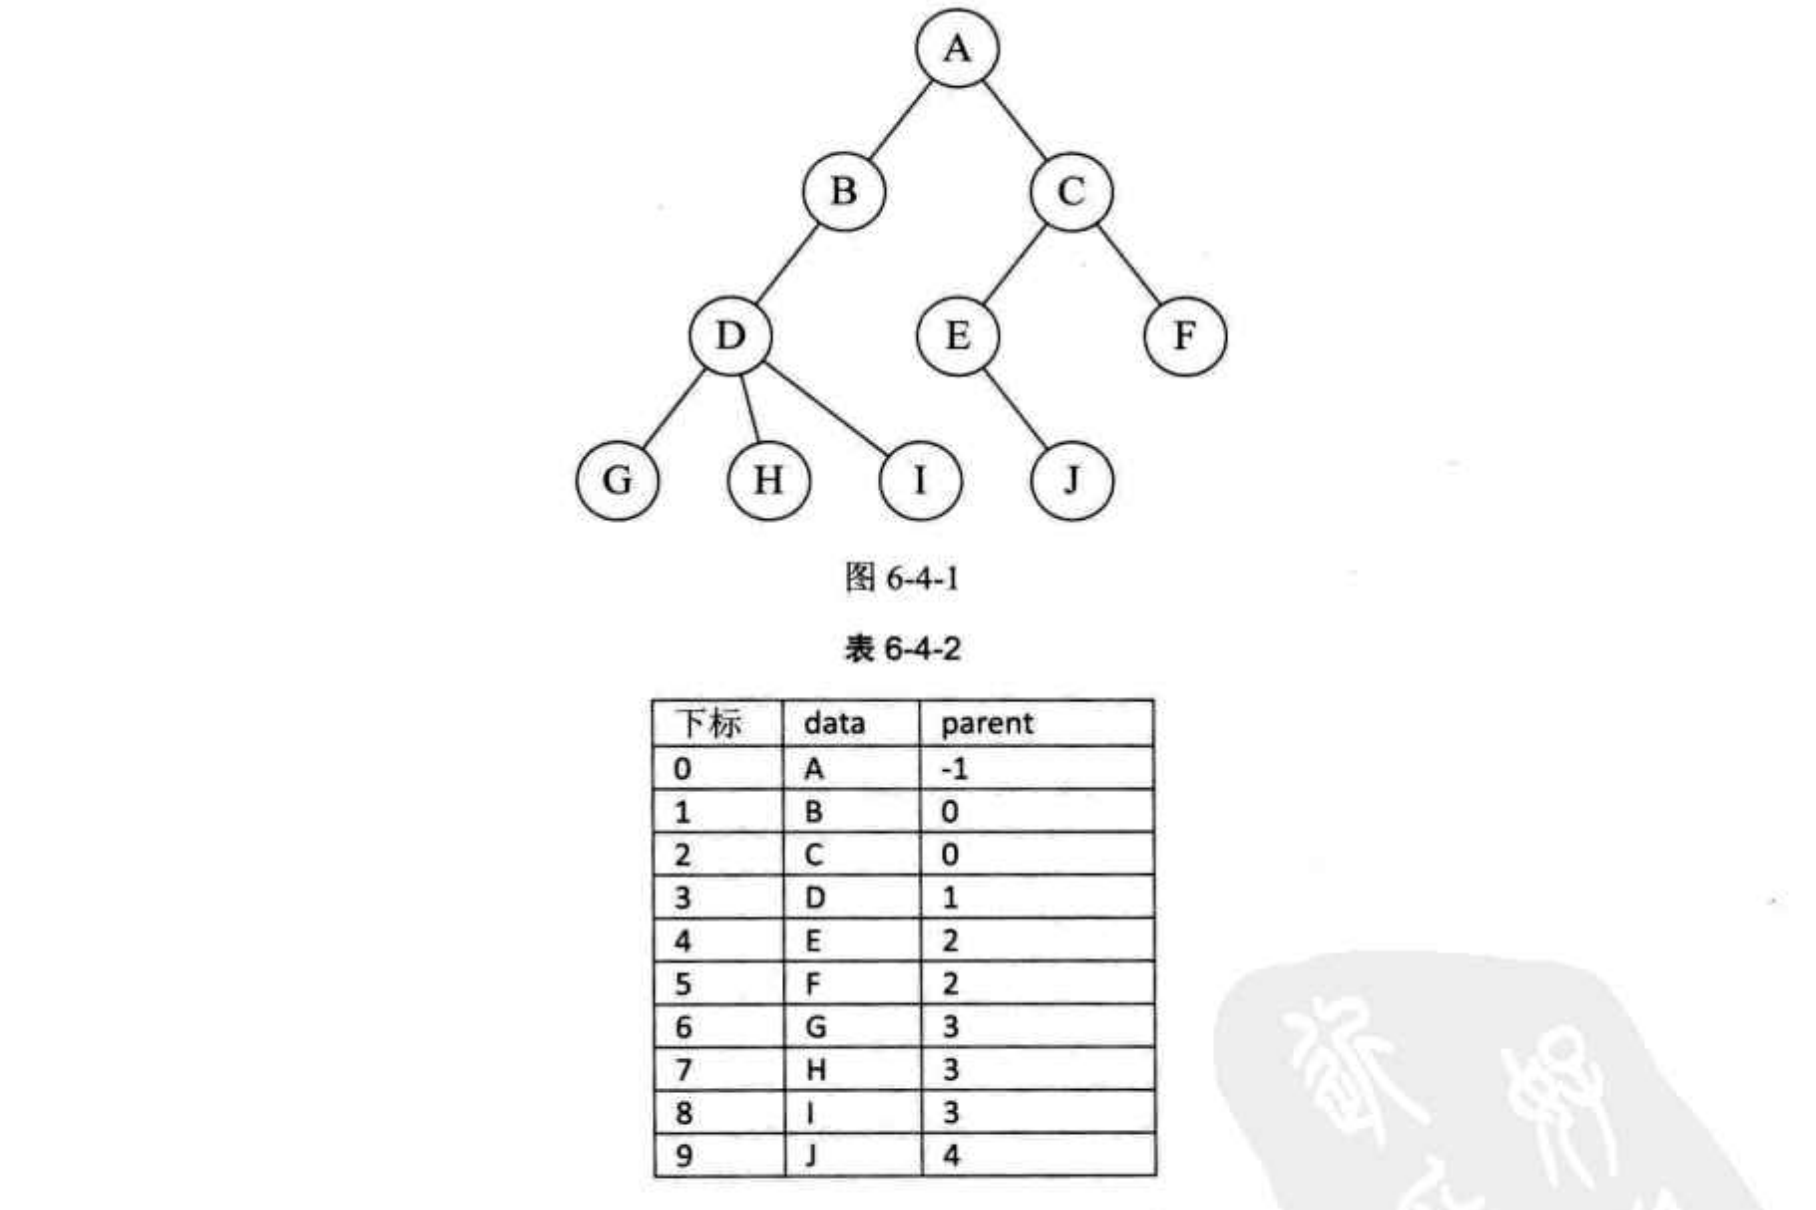 A
B C
D E F
G H I J
图 6-4-1
表 6-4-2
下标 data parent
0 A -1
1 B 0
2 C 0
3 D 1
4 E 2
5 F 2
6 G 3
7 H 3
8 I 3
9 J 4